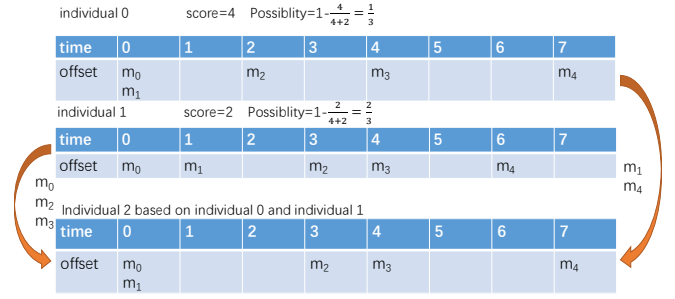 individual 0 score=4 Possiblity=1-4/(4+2)=1/3
time 0 1 2 3 4 5 6 7
offset m₀ m₂ m₃ m₄
m₁
individual 1 score=2 Possiblity=1-2/(4+2)=2/3
time 0 1 2 3 4 5 6 7
offset m₀ m₁ m₂ m₃ m₄
m₀
m₂
m₃
m₁
m₄
Individual 2 based on individual 0 and individual 1
time 0 1 2 3 4 5 6 7
offset m₀ m₂ m₃ m₄
m₁